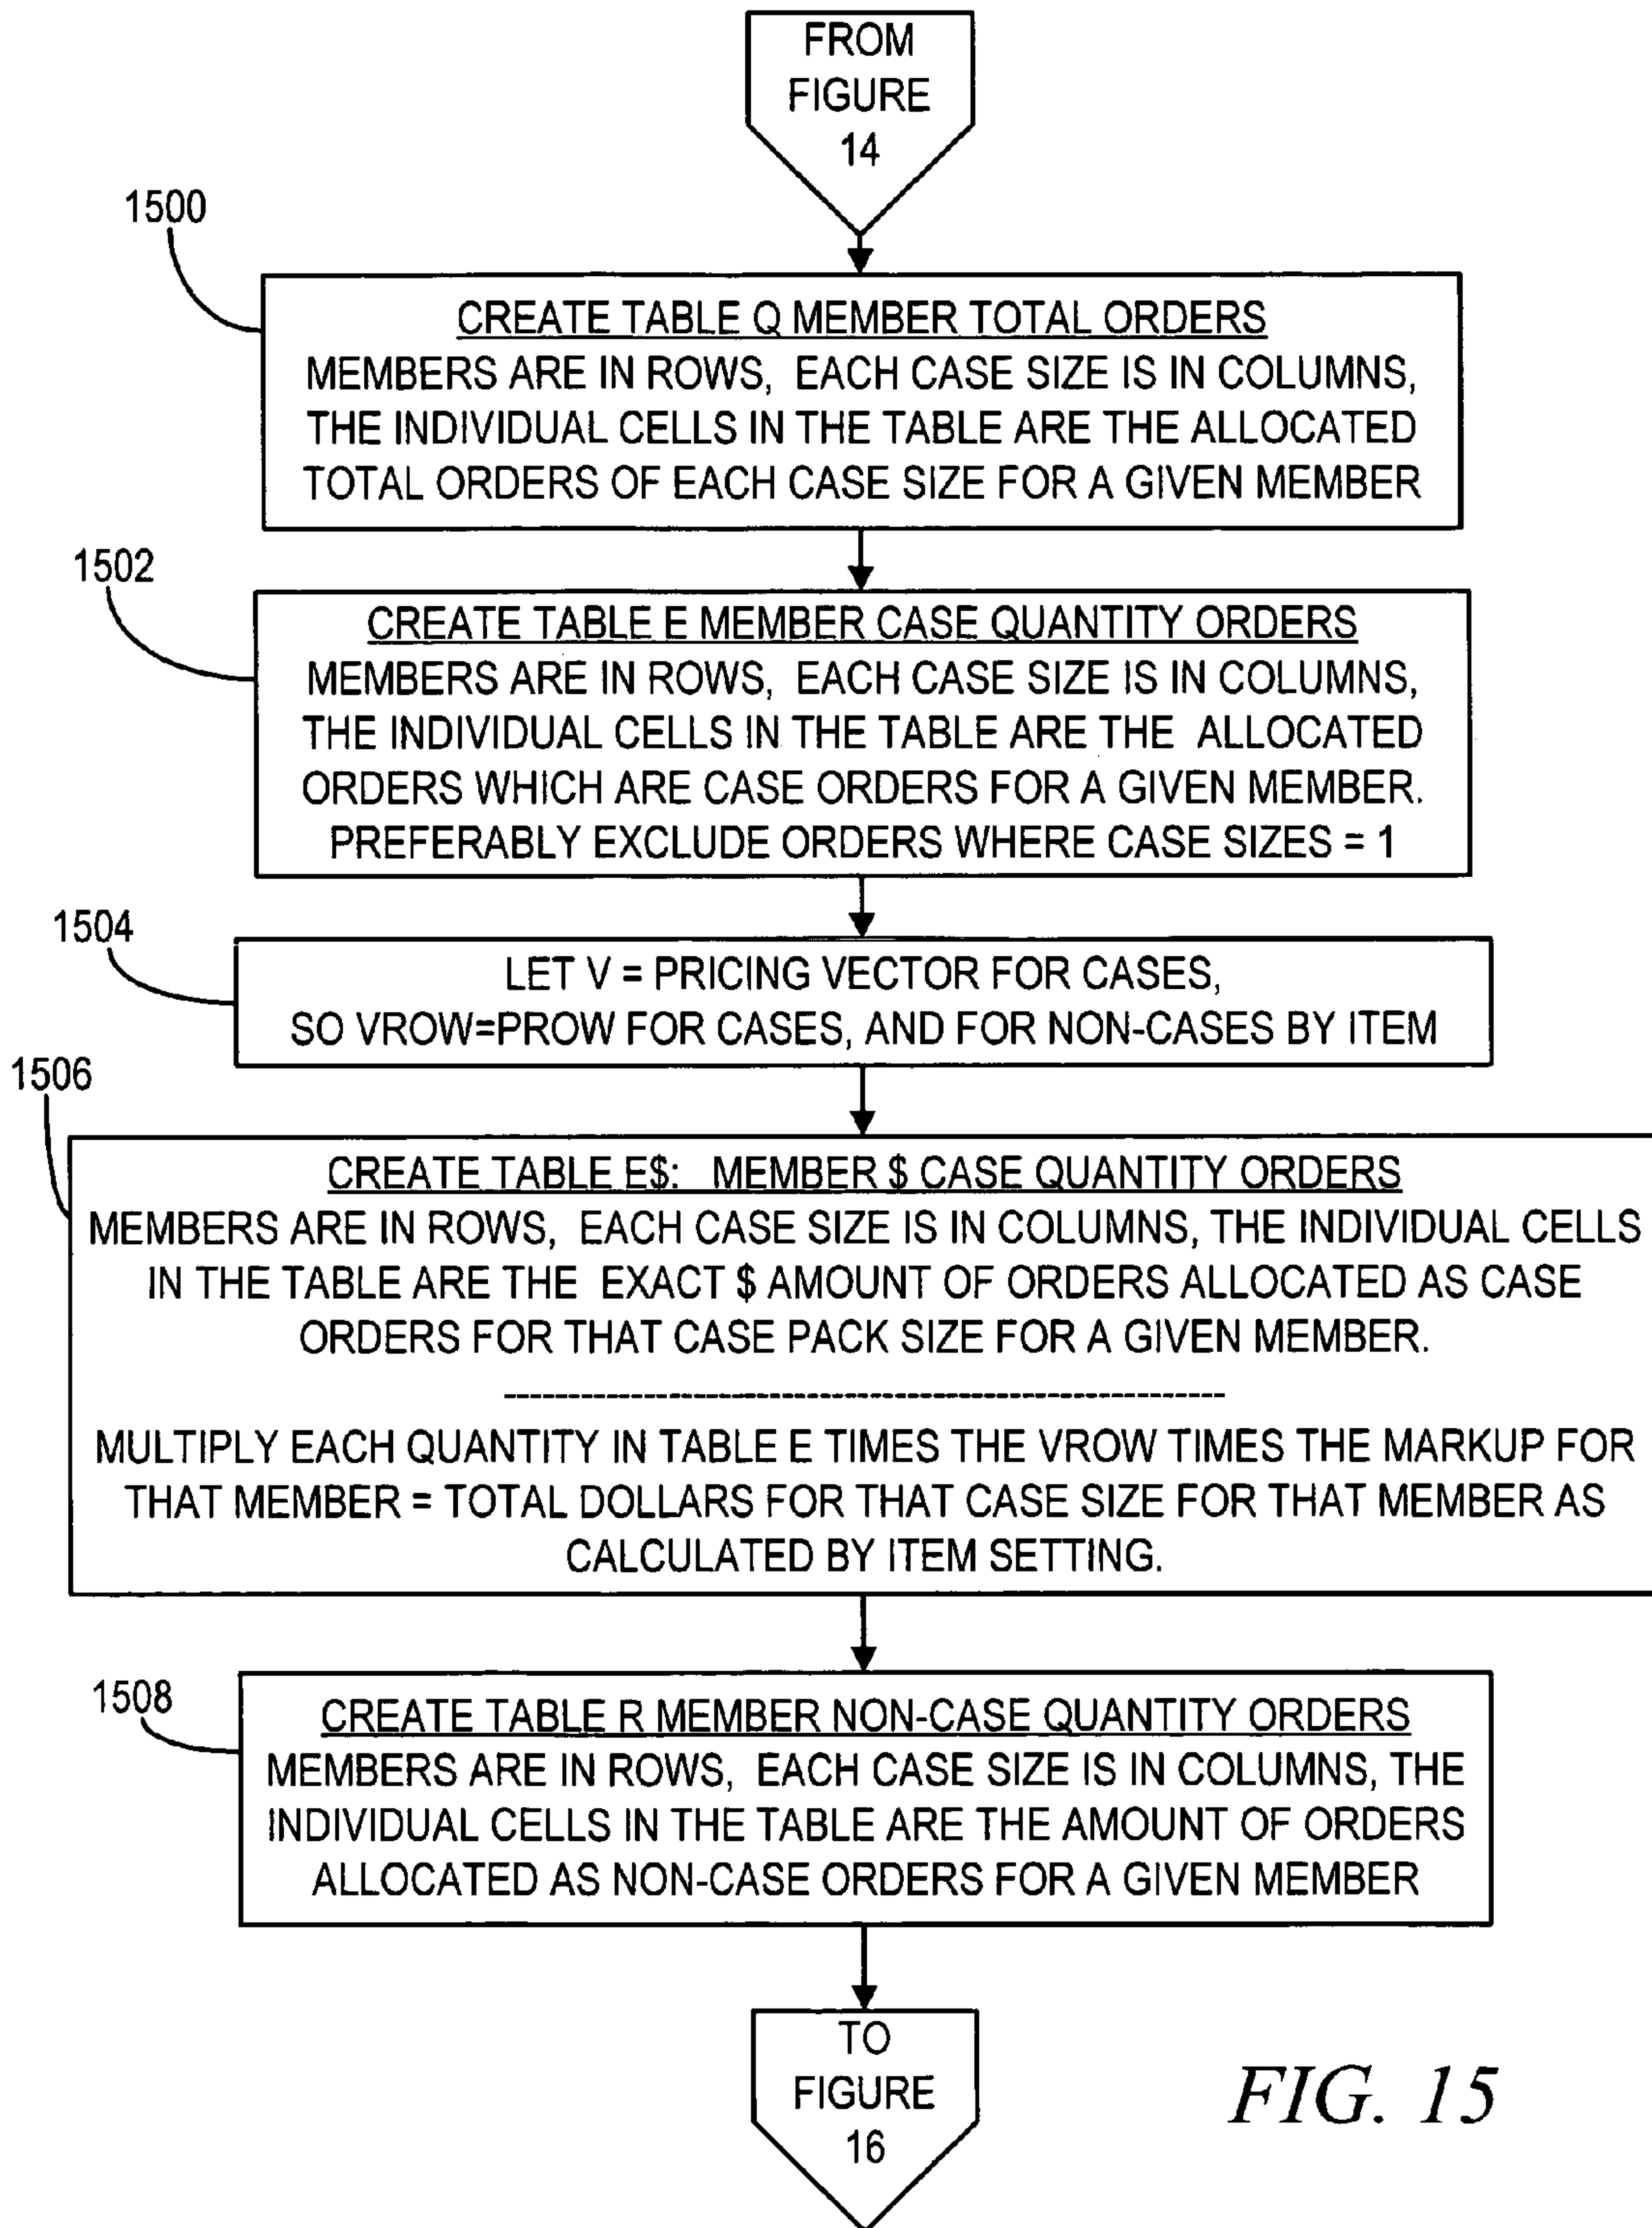 FROM
FIGURE
14
1500
CREATE TABLE Q MEMBER TOTAL ORDERS
MEMBERS ARE IN ROWS, EACH CASE SIZE IS IN COLUMNS,
THE INDIVIDUAL CELLS IN THE TABLE ARE THE ALLOCATED
TOTAL ORDERS OF EACH CASE SIZE FOR A GIVEN MEMBER
1502
CREATE TABLE E MEMBER CASE QUANTITY ORDERS
MEMBERS ARE IN ROWS, EACH CASE SIZE IS IN COLUMNS,
THE INDIVIDUAL CELLS IN THE TABLE ARE THE ALLOCATED
ORDERS WHICH ARE CASE ORDERS FOR A GIVEN MEMBER.
PREFERABLY EXCLUDE ORDERS WHERE CASE SIZES = 1
1504
LET V = PRICING VECTOR FOR CASES,
SO VROW=PROW FOR CASES, AND FOR NON-CASES BY ITEM
1506
CREATE TABLE E$: MEMBER $ CASE QUANTITY ORDERS
MEMBERS ARE IN ROWS, EACH CASE SIZE IS IN COLUMNS, THE INDIVIDUAL CELLS
IN THE TABLE ARE THE EXACT $ AMOUNT OF ORDERS ALLOCATED AS CASE
ORDERS FOR THAT CASE PACK SIZE FOR A GIVEN MEMBER.
MULTIPLY EACH QUANTITY IN TABLE E TIMES THE VROW TIMES THE MARKUP FOR
THAT MEMBER = TOTAL DOLLARS FOR THAT CASE SIZE FOR THAT MEMBER AS
CALCULATED BY ITEM SETTING.
1508
CREATE TABLE R MEMBER NON-CASE QUANTITY ORDERS
MEMBERS ARE IN ROWS, EACH CASE SIZE IS IN COLUMNS, THE
INDIVIDUAL CELLS IN THE TABLE ARE THE AMOUNT OF ORDERS
ALLOCATED AS NON-CASE ORDERS FOR A GIVEN MEMBER
TO
FIGURE
16
FIG. 15